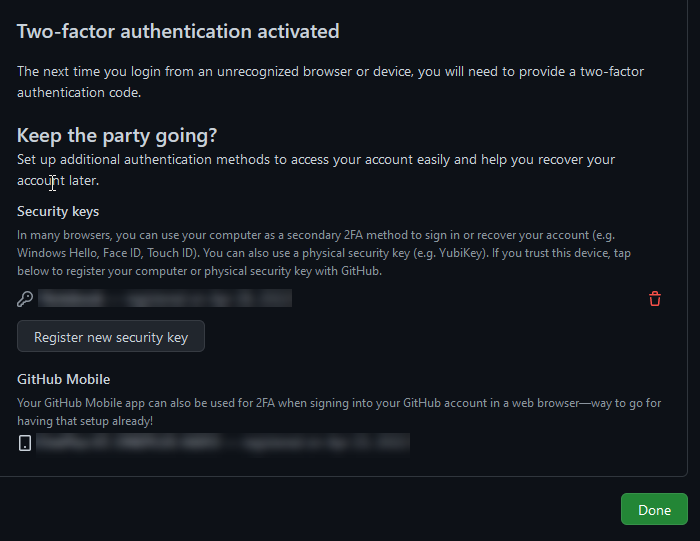 Two-factor authentication activated
The next time you login from an unrecognized browser or device, you will need to provide a two-factor
authentication code.
Keep the party going?
Set up additional authentication methods to access your account easily and help you recover your
account later.
Security keys
In many browsers, you can use your computer as a secondary 2FA method to sign in or recover your account (e.g.
Windows Hello, Face ID, Touch ID). You can also use a physical security key (e.g. YubiKey). If you trust this device, tap
below to register your computer or physical security key with GitHub.
Register new security key
GitHub Mobile
Your GitHub Mobile app can also be used for 2FA when signing into your GitHub account in a web browser—way to go for
having that setup already!
Done